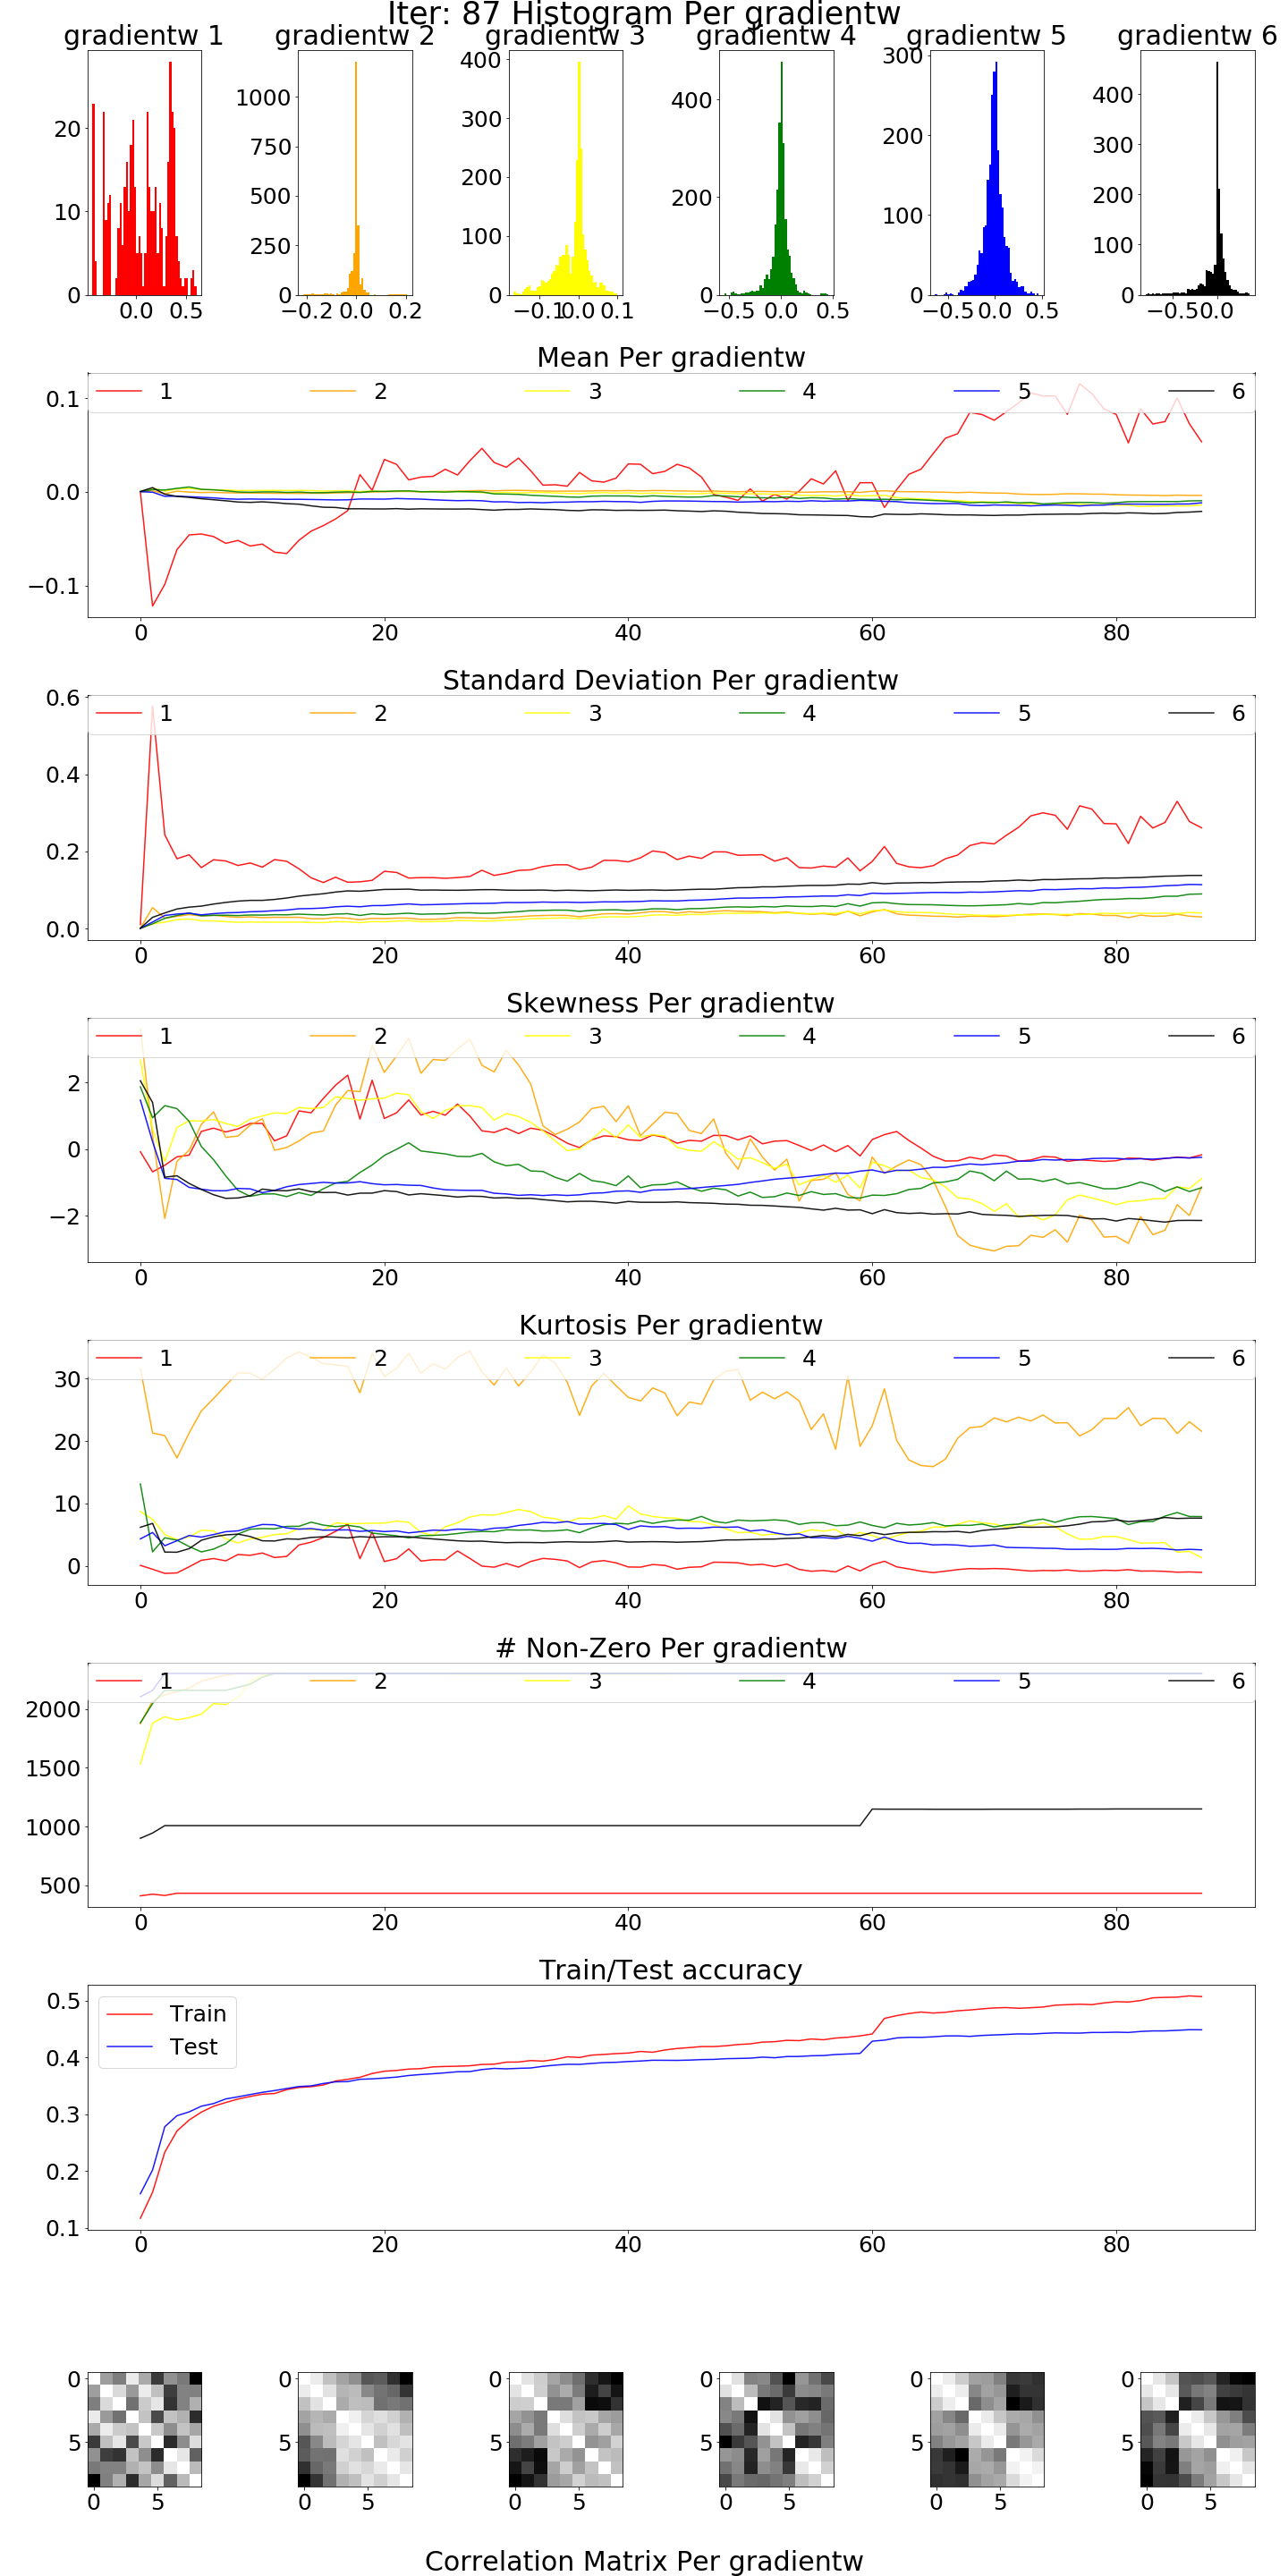 Iter: 87 Histogram Per gradientw
gradientw 1 gradientw 2 gradientw 3 gradientw 4 gradientw 5 gradientw 6
20
10
0
0.0 0.5
1000
750
500
250
0
−0.2 0.0 0.2
400
300
200
100
0
−0.1 0.0 0.1
400
200
0
−0.5 0.0 0.5
300
200
100
0
−0.5 0.0 0.5
400
300
200
100
0
−0.5 0.0
Mean Per gradientw
1 2 3 4 5 6
0.1
0.0
−0.1
0 20 40 60 80
Standard Deviation Per gradientw
1 2 3 4 5 6
0.6
0.4
0.2
0.0
0 20 40 60 80
Skewness Per gradientw
1 2 3 4 5 6
2
0
−2
0 20 40 60 80
Kurtosis Per gradientw
1 2 3 4 5 6
30
20
10
0
0 20 40 60 80
# Non-Zero Per gradientw
1 2 3 4 5 6
2000
1500
1000
500
0 20 40 60 80
Train/Test accuracy
Train
Test
0.5
0.4
0.3
0.2
0.1
0 20 40 60 80
0
5
0 5
0
5
0 5
0
5
0 5
0
5
0 5
0
5
0 5
0
5
0 5
Correlation Matrix Per gradientw